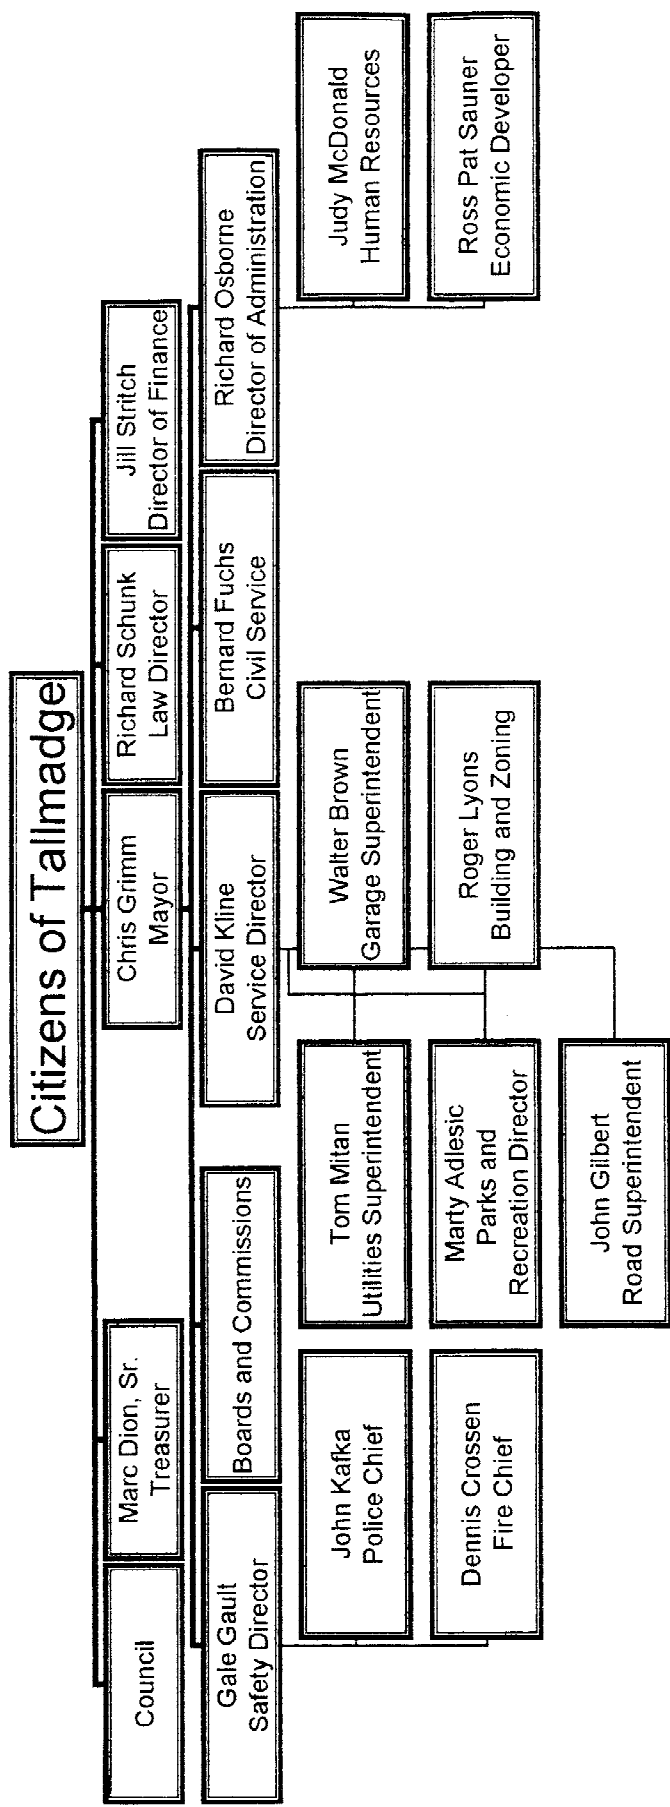 Citizens of Tallmadge
Council
Marc Dion, Sr.
Treasurer
Chris Grimm
Mayor
Richard Schunk
Law Director
Jill Stritch
Director of Finance
Gale Gault
Safety Director
Boards and Commissions
David Kline
Service Director
Bernard Fuchs
Civil Service
Richard Osborne
Director of Administration
John Kafka
Police Chief
Dennis Crossen
Fire Chief
Tom Mitan
Utilities Superintendent
Walter Brown
Garage Superintendent
Marty Adlesic
Parks and
Recreation Director
Roger Lyons
Building and Zoning
John Gilbert
Road Superintendent
Judy McDonald
Human Resources
Ross Pat Sauner
Economic Developer